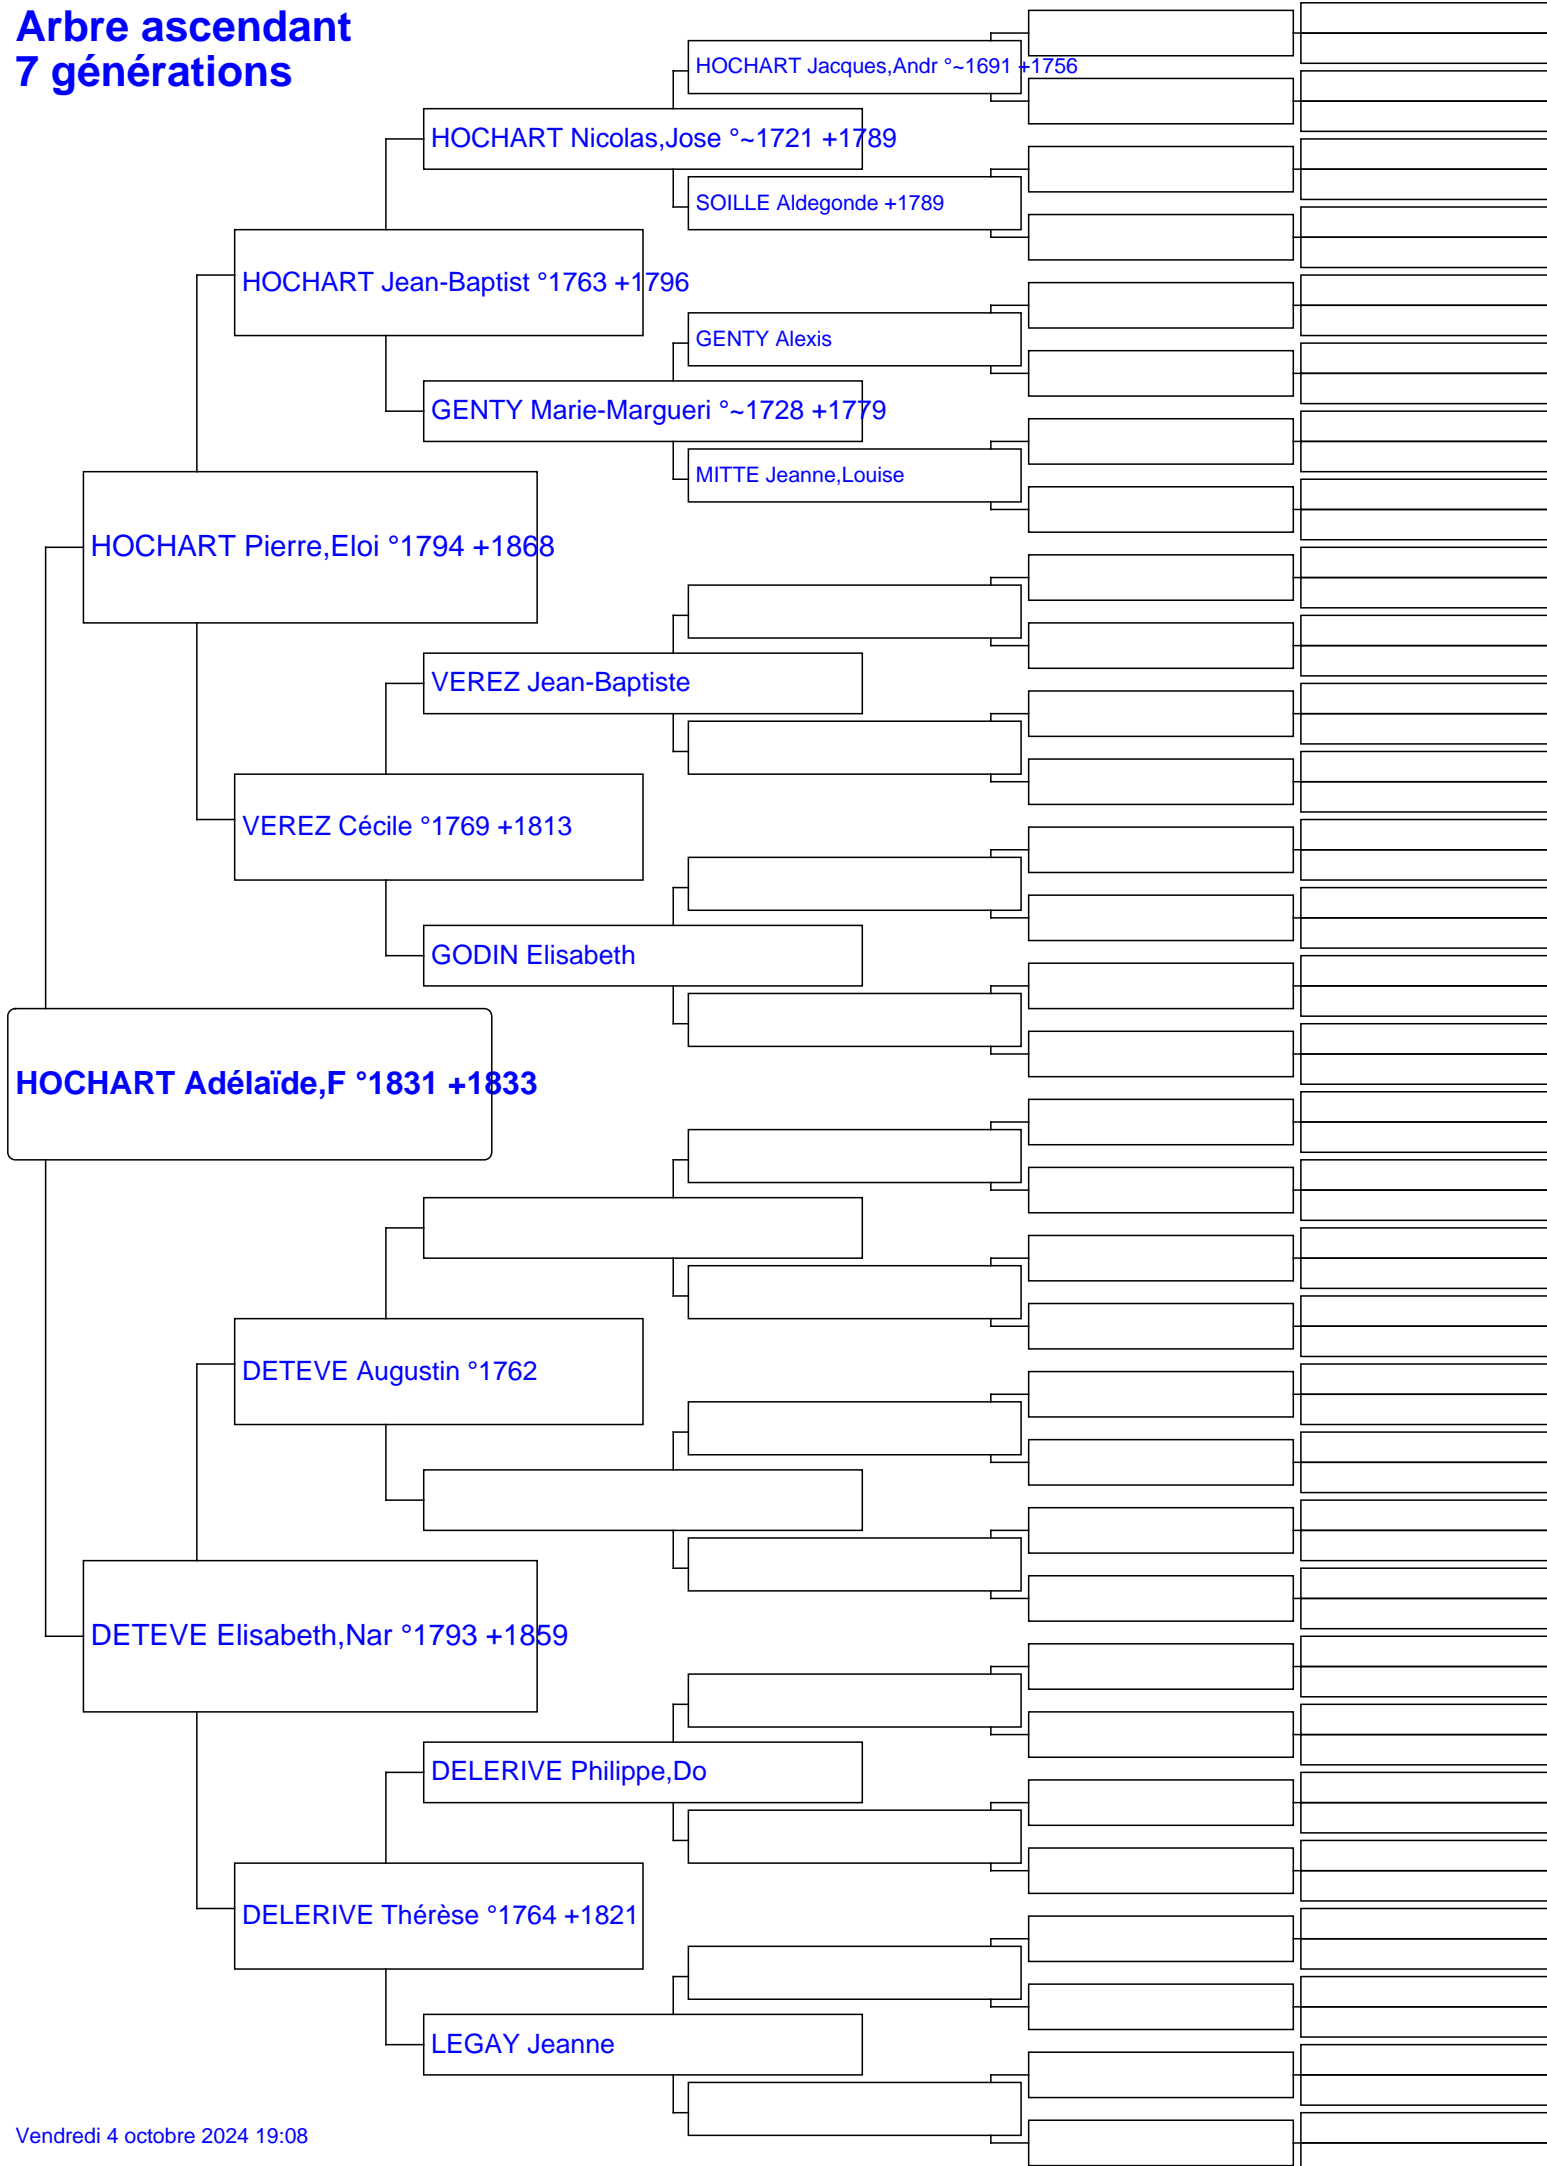 Arbre ascendant
7 générations
HOCHART Jacques,Andr °~1691 +1756
HOCHART Nicolas,Jose °~1721 +1789
SOILLE Aldegonde +1789
HOCHART Jean-Baptist °1763 +1796
GENTY Alexis
GENTY Marie-Margueri °~1728 +1779
MITTE Jeanne,Louise
HOCHART Pierre,Eloi °1794 +1868
VEREZ Jean-Baptiste
VEREZ Cécile °1769 +1813
GODIN Elisabeth
HOCHART Adélaïde,F °1831 +1833
DETEVE Augustin °1762
DETEVE Elisabeth,Nar °1793 +1859
DELERIVE Philippe,Do
DELERIVE Thérèse °1764 +1821
LEGAY Jeanne
Vendredi 4 octobre 2024 19:08